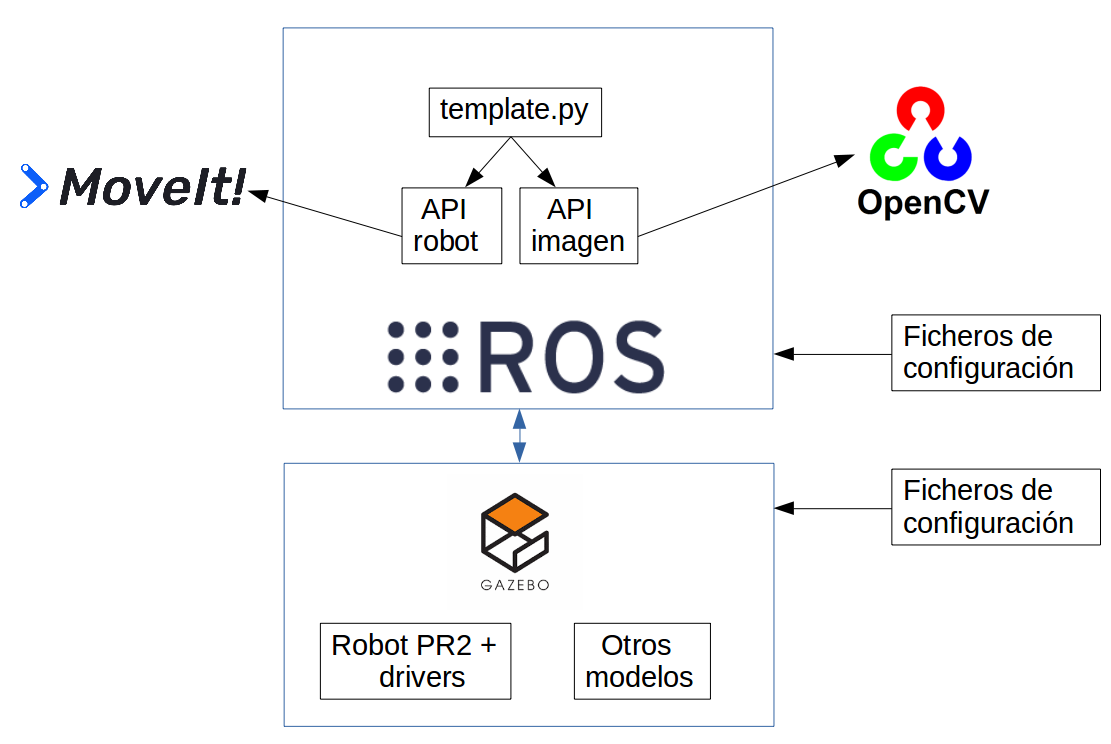 template.py
MoveIt!
API
robot
API
imagen
OpenCV
ROS
Ficheros de
configuración
Ficheros de
configuración
GAZEBO
Robot PR2 +
drivers
Otros
modelos